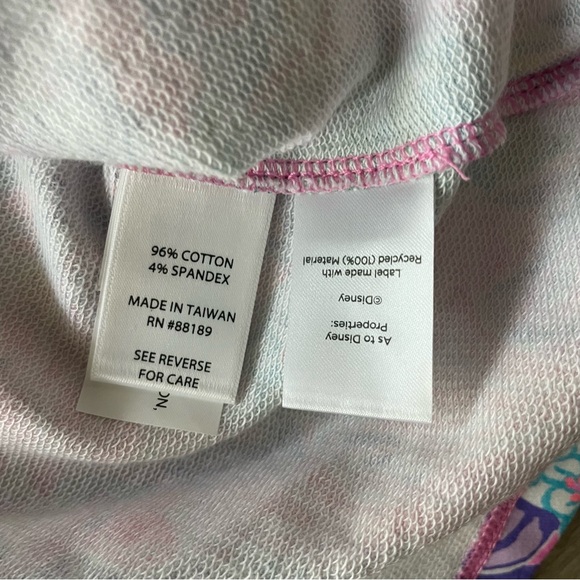 96% COTTON
4% SPANDEX
MADE IN TAIWAN
RN #88189
SEE REVERSE
FOR CARE
ON.
As to Disney
Properties:
©Disney
Label made with
Recycled (100%) Material